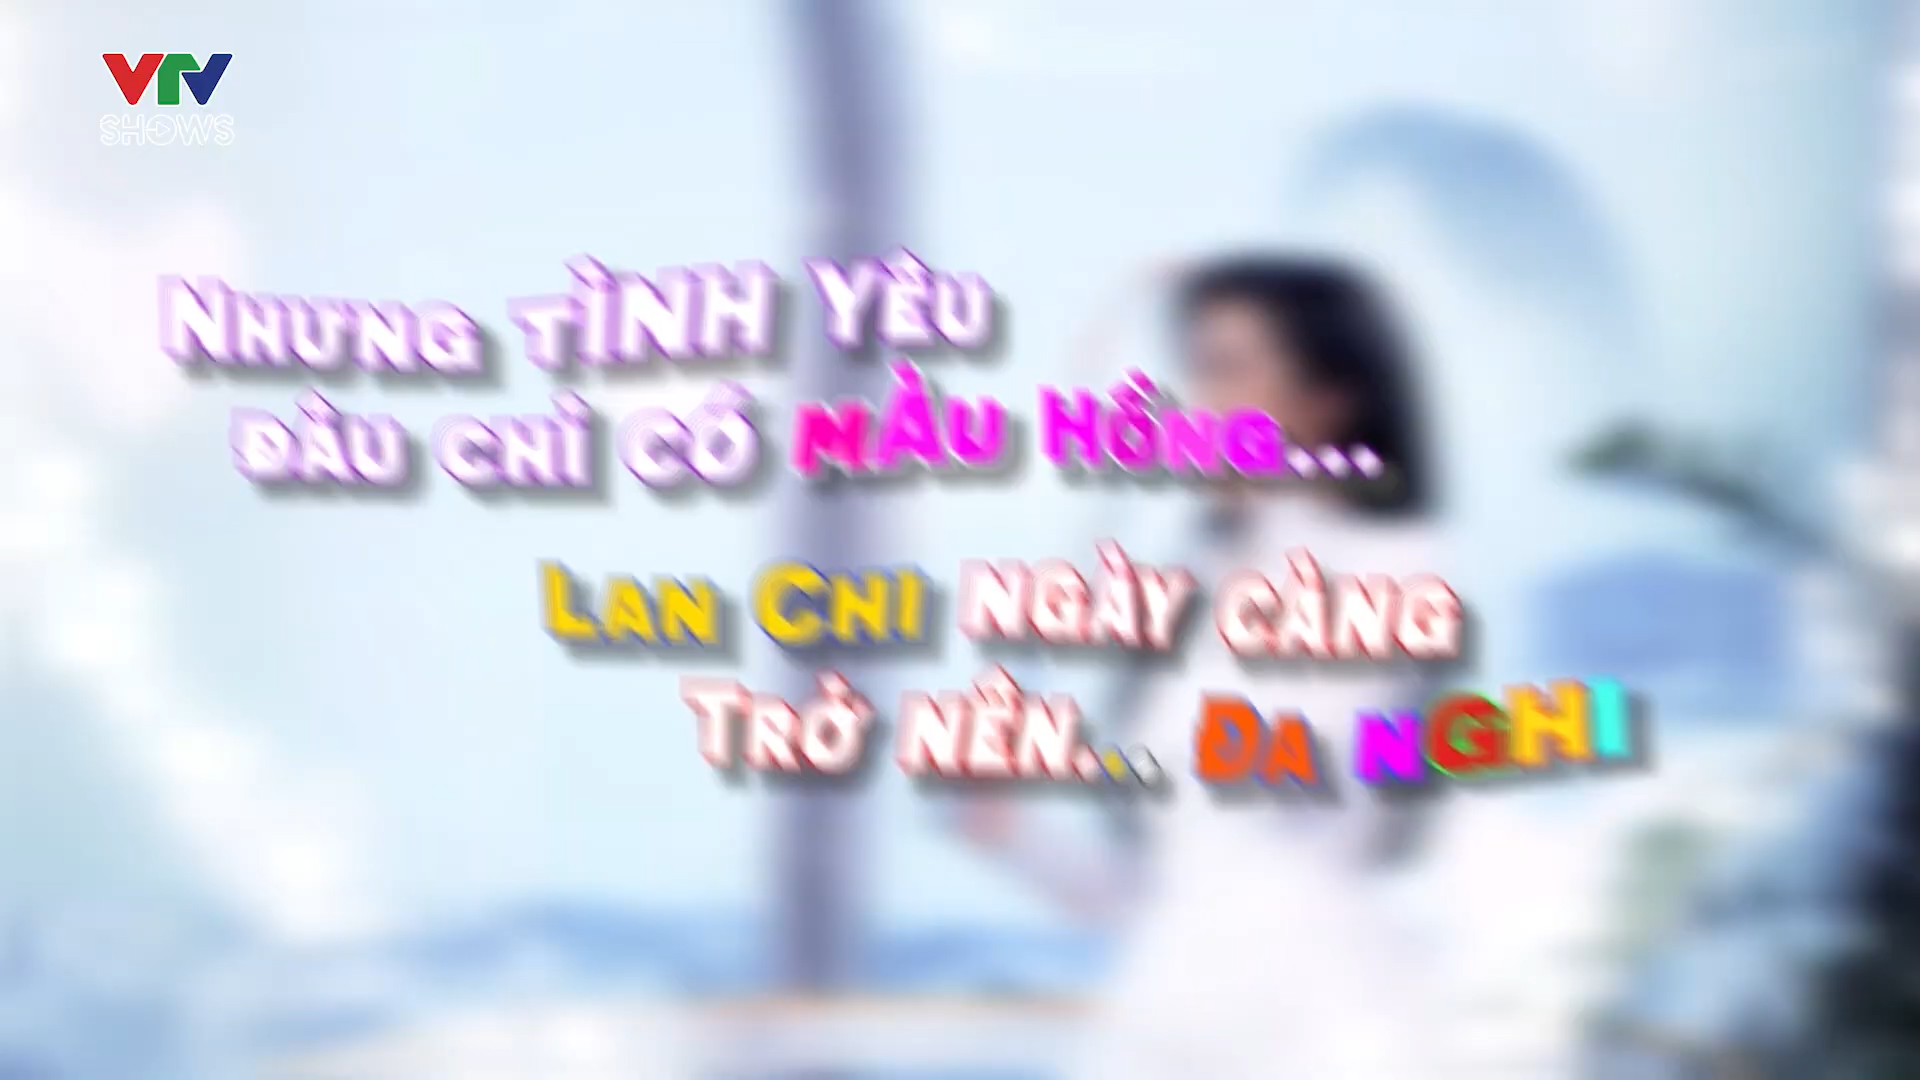 VTV
SHOWS
NHƯNG TÌNH YÊU
ĐÂU CHỈ CÓ MÀU HỒNG...
LAN CHI NGÀY CÀNG
TRỞ NÊN... ĐA NGHI